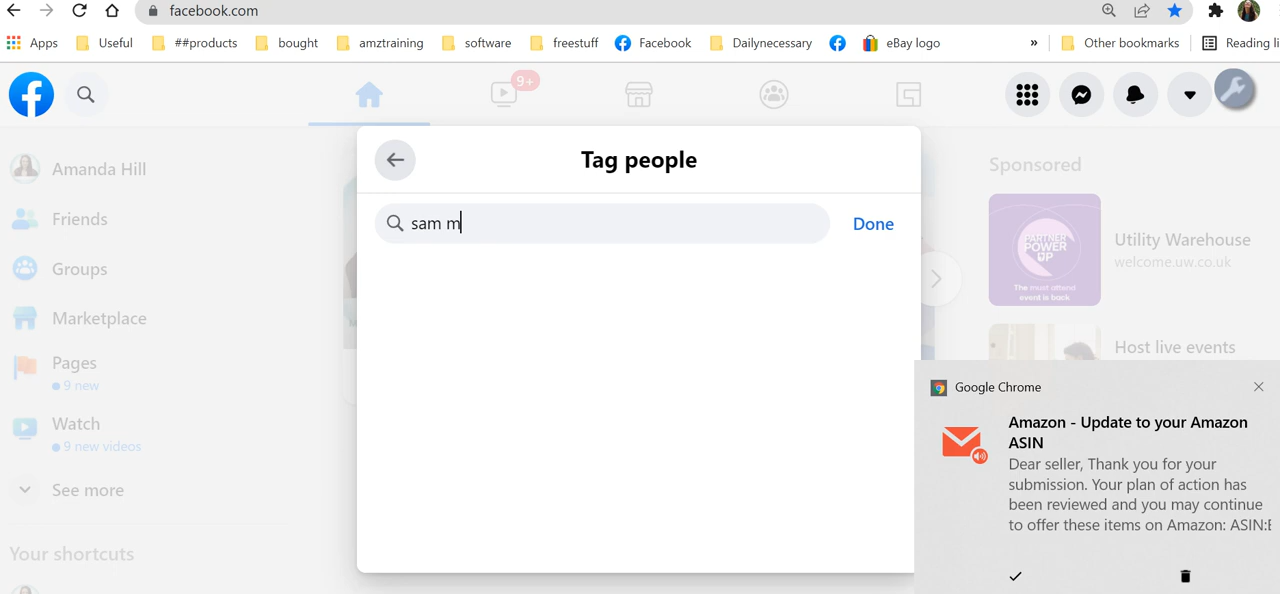 facebook.com
Apps
Useful
##products
bought
amztraining
software
freestuff
Facebook
Dailynecessary
eBay logo
»
Other bookmarks
Reading li
9+
Amanda Hill
Friends
Groups
Marketplace
Pages
9 new
Watch
9 new videos
See more
Your shortcuts
Tag people
sam m
Done
Sponsored
PARTNER
POWER
UP
The must attend
event is back
Utility Warehouse
welcome.uw.co.uk
Host live events
Google Chrome
Amazon - Update to your Amazon
ASIN
Dear seller, Thank you for your
submission. Your plan of action has
been reviewed and you may continue
to offer these items on Amazon: ASIN: